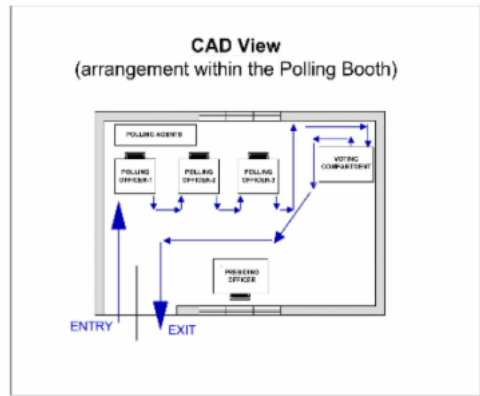 CAD View
(arrangement within the Polling Booth)
POLLING AGENTS
POLLING
OFFICER-1
POLLING
OFFICER-2
POLLING
OFFICER-3
VOTING
COMPARTMENT
PRESIDING
OFFICER
ENTRY
EXIT